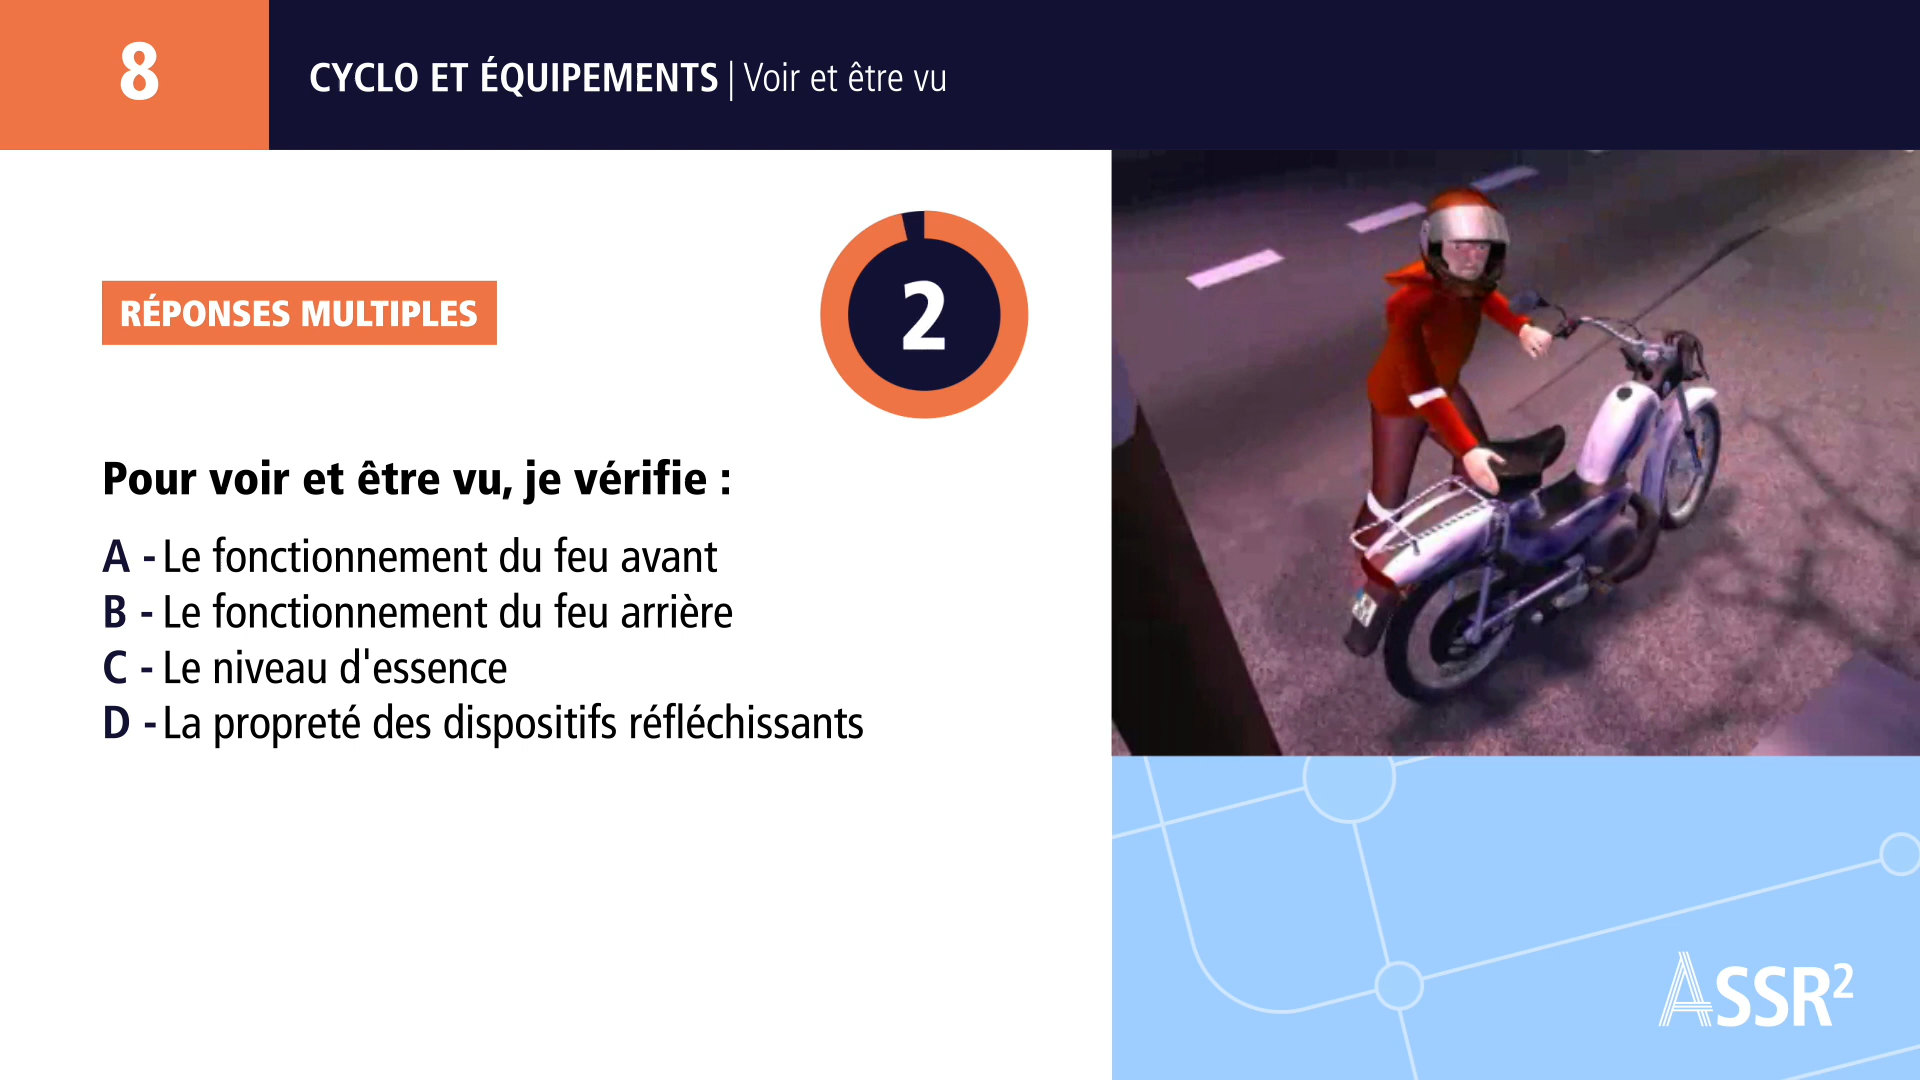 8
CYCLO ET ÉQUIPEMENTS | Voir et être vu
RÉPONSES MULTIPLES
2
Pour voir et être vu, je vérifie :
A - Le fonctionnement du feu avant
B - Le fonctionnement du feu arrière
C - Le niveau d'essence
D - La propreté des dispositifs réfléchissants
ASSR²